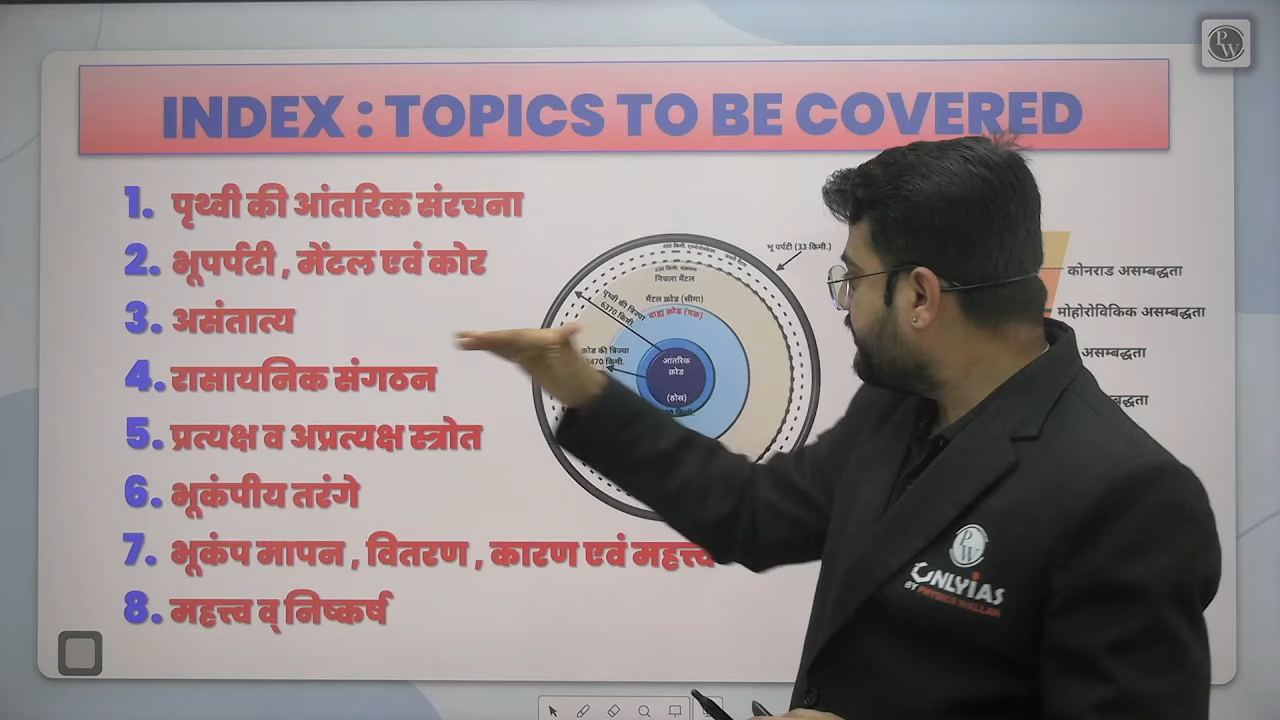 PW
INDEX : TOPICS TO BE COVERED
1. पृथ्वी की आंतरिक संरचना
2. भूपर्पटी , मेंटल एवं कोर
3. असंतात्य
4. रासायनिक संगठन
5. प्रत्यक्ष व अप्रत्यक्ष स्त्रोत
6. भूकंपीय तरंगे
7. भूकंप मापन , वितरण , कारण एवं महत्त्व
8. महत्त्व व् निष्कर्ष
भू पर्पटी (33 किमी.)
निचला मैंटल
मैंटल क्रोड (सीमा)
बाह्य क्रोड
पृथ्वी की त्रिज्या
6370 किमी.
क्रोड की त्रिज्या
आंतरिक
क्रोड
(ठोस)
कोनराड असम्बद्धता
मोहोरोविकिक असम्बद्धता
असम्बद्धता
PW
ONLYIAS
BY PHYSICS WALLAH